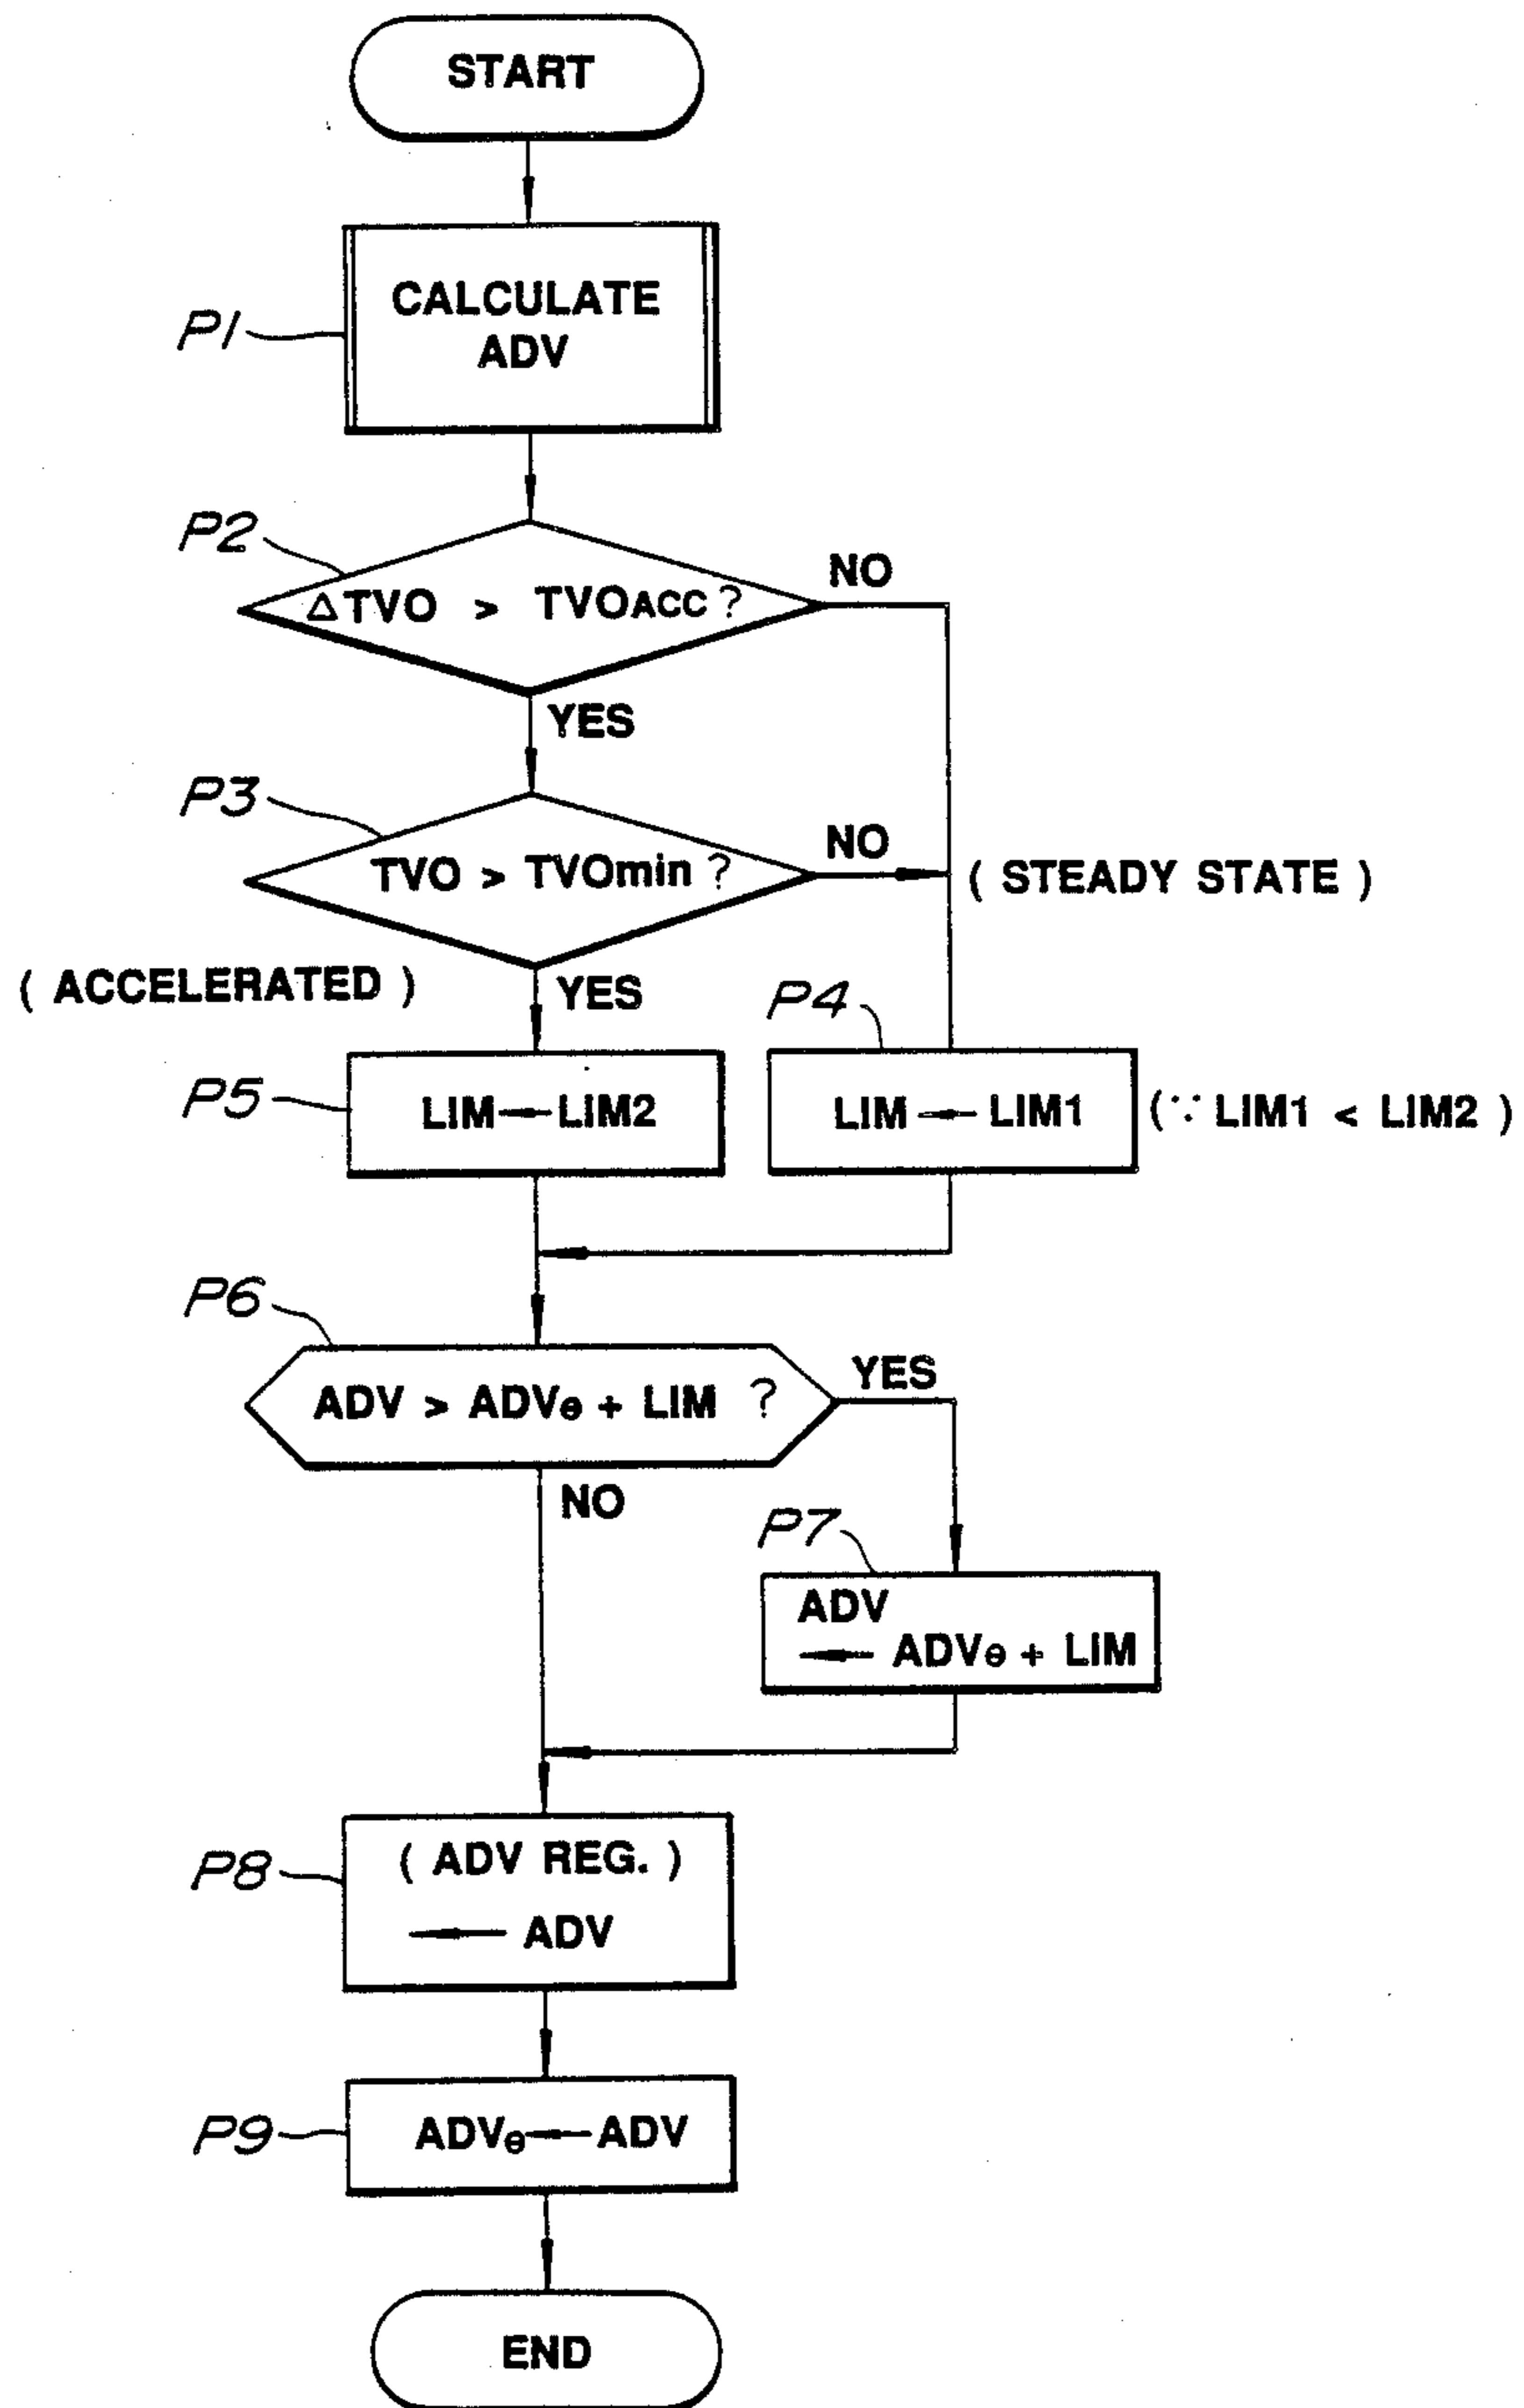 START
P1
CALCULATE
ADV
P2
△TVO > TVOACC ?
NO
YES
P3
TVO > TVOmin ?
NO
( STEADY STATE )
( ACCELERATED )
YES
P4
P5
LIM ← LIM2
LIM ← LIM1
(∵ LIM1 < LIM2 )
P6
ADV > ADVθ + LIM ?
YES
NO
P7
ADV
← ADVθ + LIM
P8
( ADV REG. )
← ADV
P9
ADVθ ← ADV
END